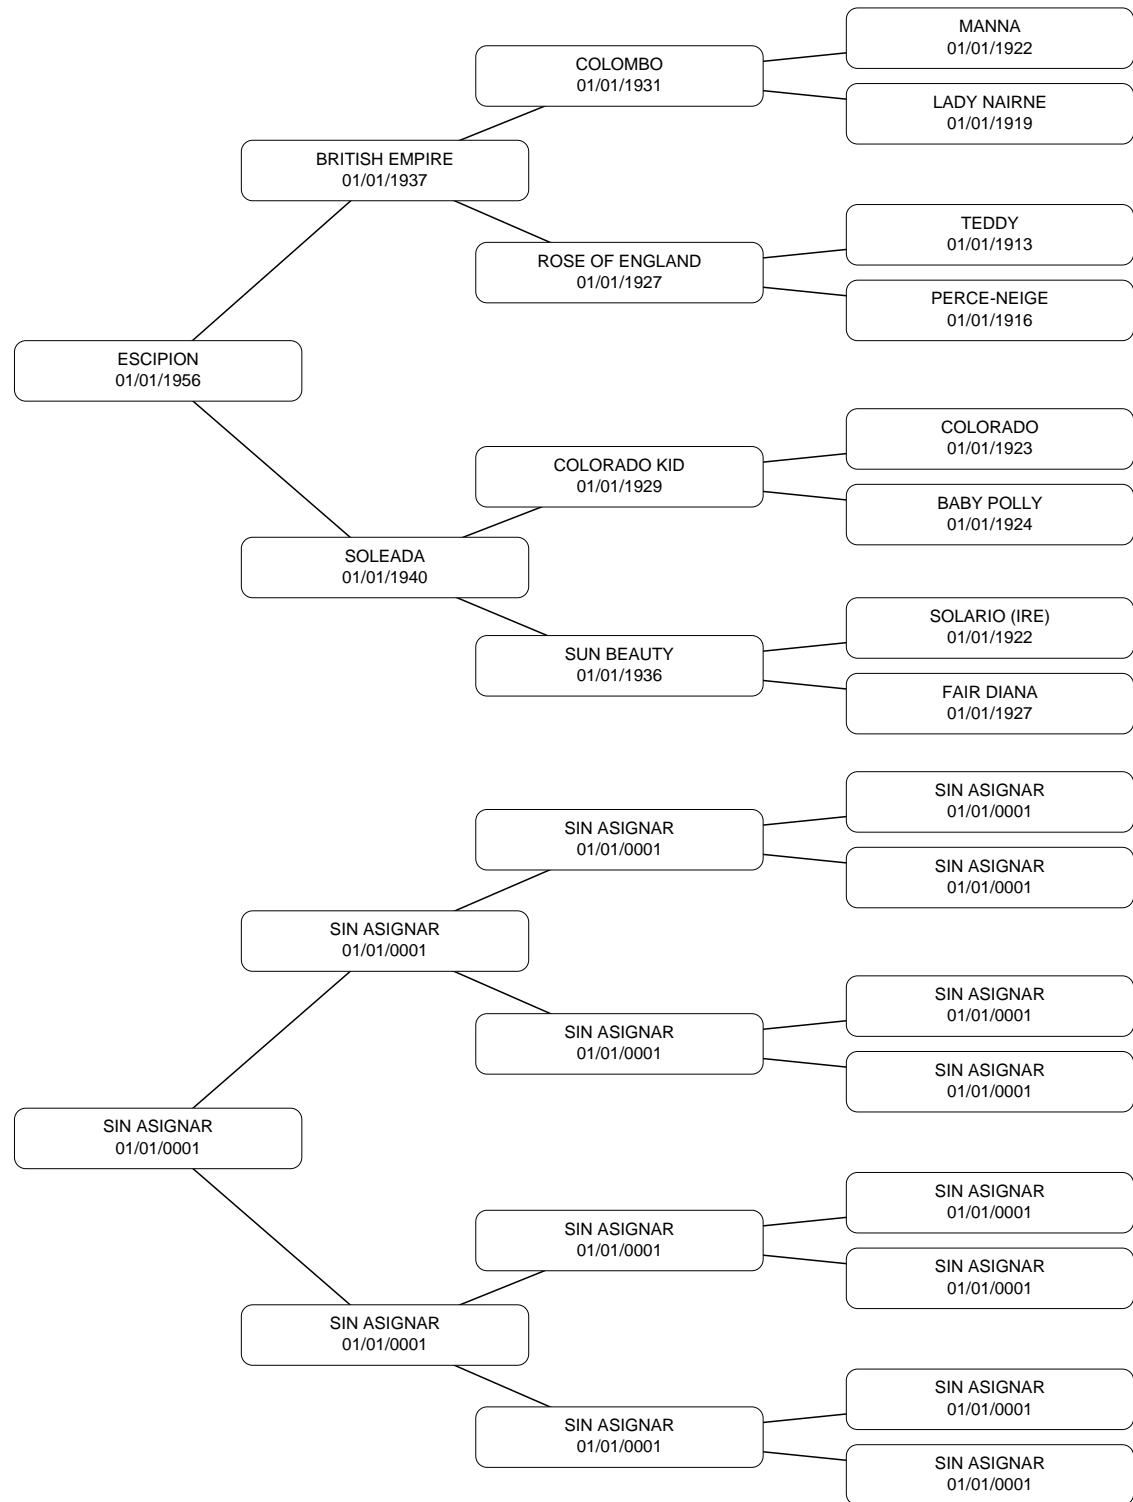 MANNA
01/01/1922
COLOMBO
01/01/1931
LADY NAIRNE
01/01/1919
BRITISH EMPIRE
01/01/1937
TEDDY
01/01/1913
ROSE OF ENGLAND
01/01/1927
PERCE-NEIGE
01/01/1916
ESCIPION
01/01/1956
COLORADO
01/01/1923
COLORADO KID
01/01/1929
BABY POLLY
01/01/1924
SOLEADA
01/01/1940
SOLARIO (IRE)
01/01/1922
SUN BEAUTY
01/01/1936
FAIR DIANA
01/01/1927
SIN ASIGNAR
01/01/0001
SIN ASIGNAR
01/01/0001
SIN ASIGNAR
01/01/0001
SIN ASIGNAR
01/01/0001
SIN ASIGNAR
01/01/0001
SIN ASIGNAR
01/01/0001
SIN ASIGNAR
01/01/0001
SIN ASIGNAR
01/01/0001
SIN ASIGNAR
01/01/0001
SIN ASIGNAR
01/01/0001
SIN ASIGNAR
01/01/0001
SIN ASIGNAR
01/01/0001
SIN ASIGNAR
01/01/0001
SIN ASIGNAR
01/01/0001
SIN ASIGNAR
01/01/0001